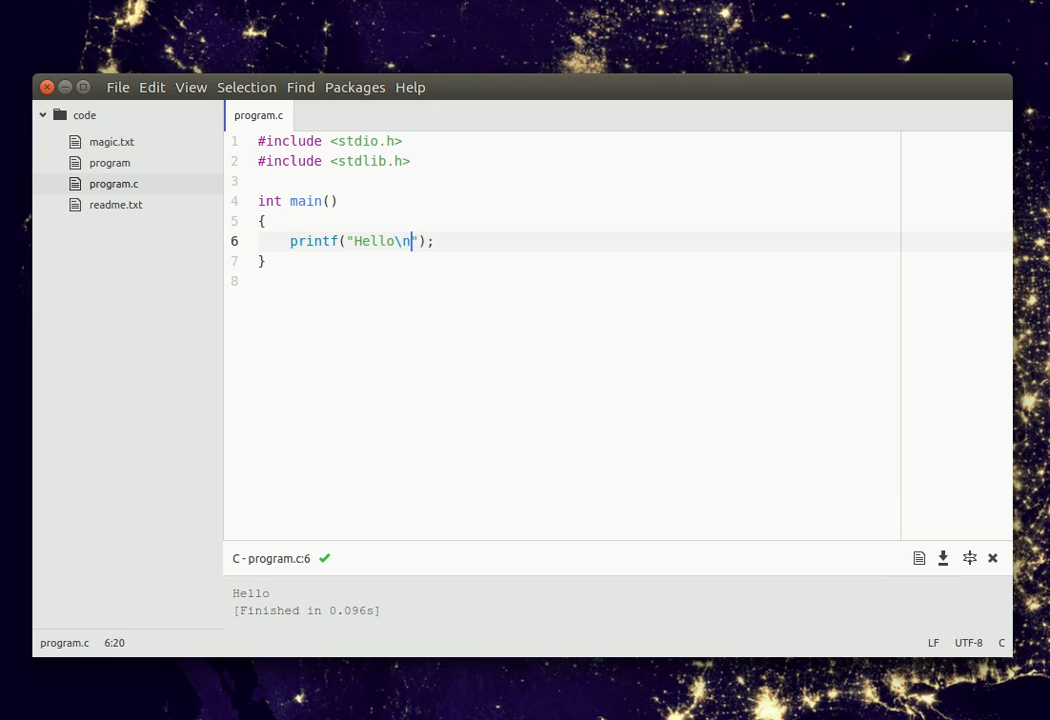 File Edit View Selection Find Packages Help
code
magic.txt
program
program.c
readme.txt
program.c
1 #include <stdio.h>
2 #include <stdlib.h>
3
4 int main()
5 {
6     printf("Hello\n");
7 }
8
C - program.c:6
Hello
[Finished in 0.096s]
program.c 6:20 LF UTF-8 C